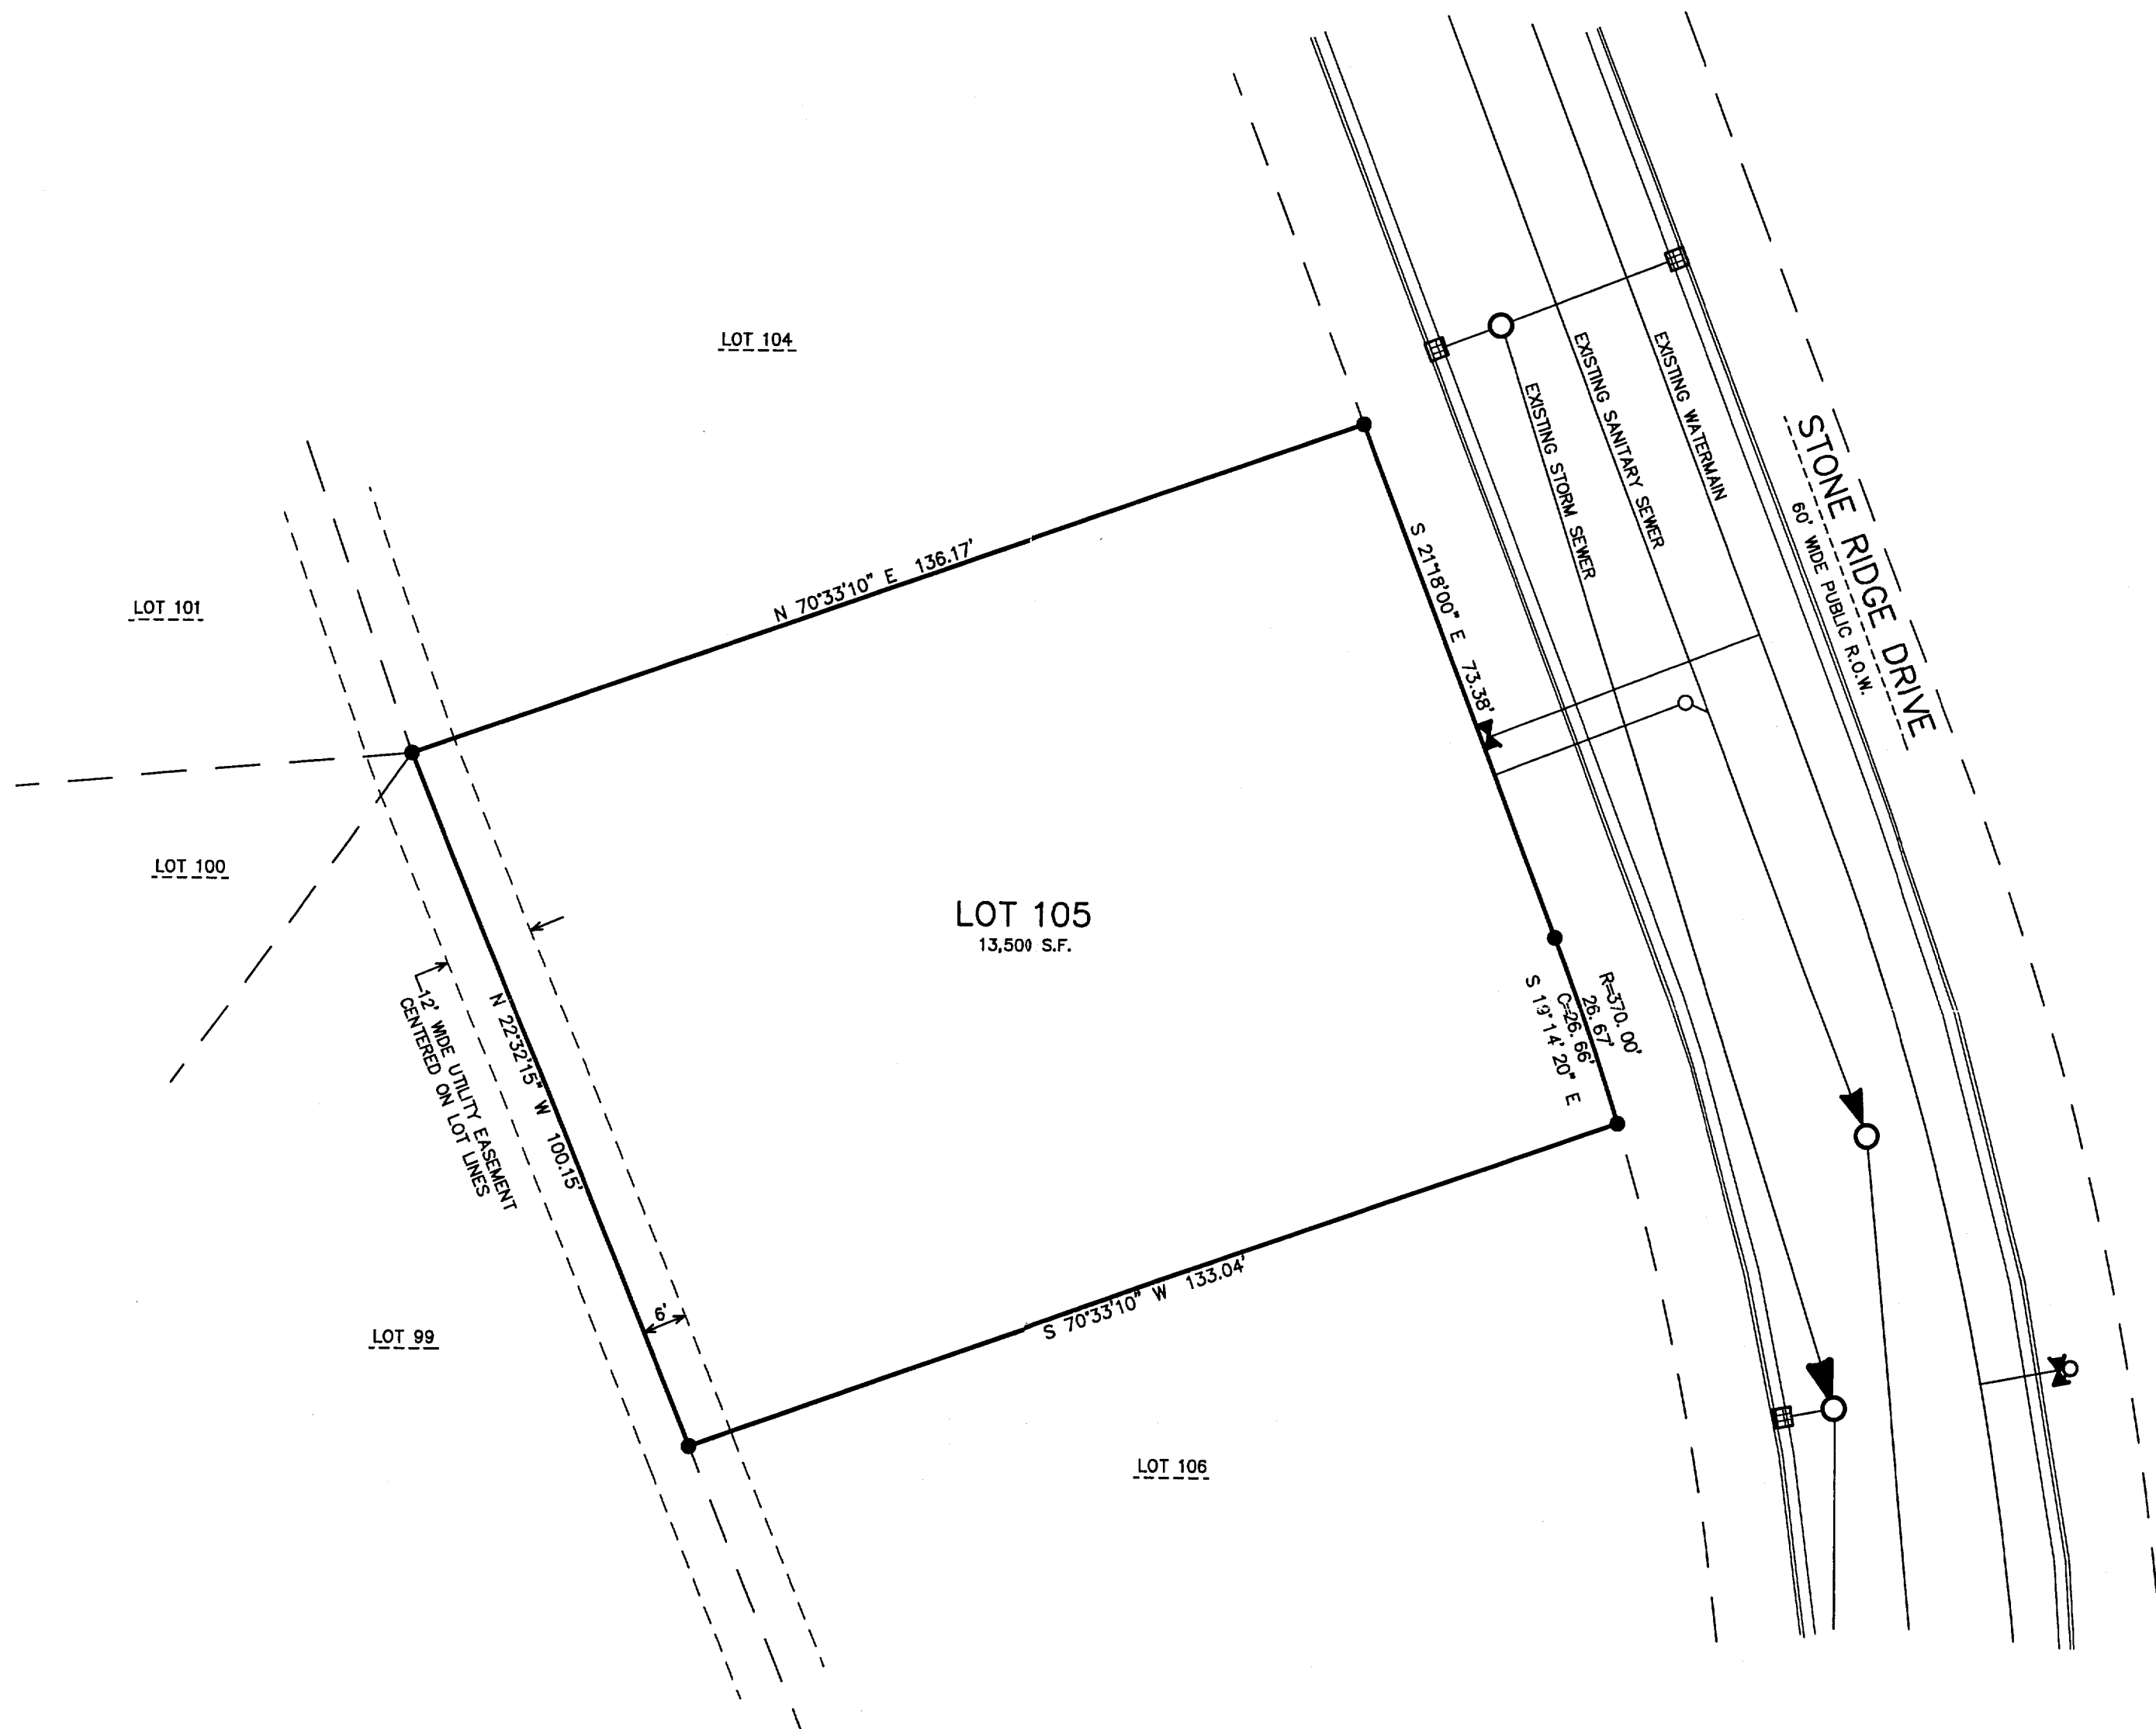 LOT 104
LOT 101
LOT 100
LOT 99
LOT 106
LOT 105
13,500 S.F.
N 70°33'10" E 136.17'
S 21°18'00" E 73.38'
R=370.00'
26.67'
C=26.66'
S 19°14'20" E
S 70°33'10" W 133.04'
N 22°32'15" W 100.15'
12' WIDE UTILITY EASEMENT
CENTERED ON LOT LINES
6'
EXISTING STORM SEWER
EXISTING SANITARY SEWER
EXISTING WATERMAIN
STONE RIDGE DRIVE
60' WIDE PUBLIC R.O.W.